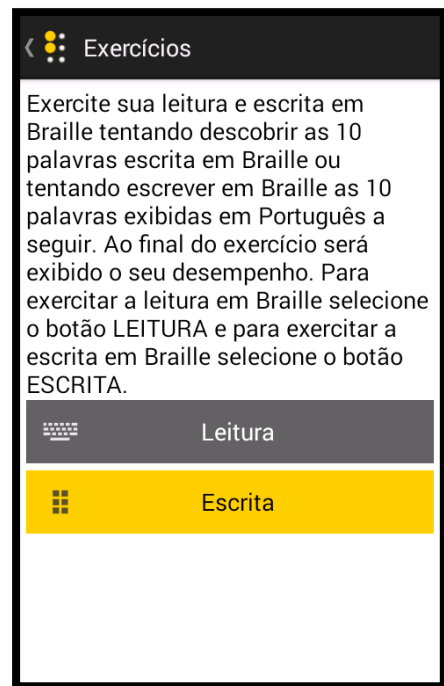 Exercícios
Exercite sua leitura e escrita em
Braille tentando descobrir as 10
palavras escrita em Braille ou
tentando escrever em Braille as 10
palavras exibidas em Português a
seguir. Ao final do exercício será
exibido o seu desempenho. Para
exercitar a leitura em Braille selecione
o botão LEITURA e para exercitar a
escrita em Braille selecione o botão
ESCRITA.
Leitura
Escrita